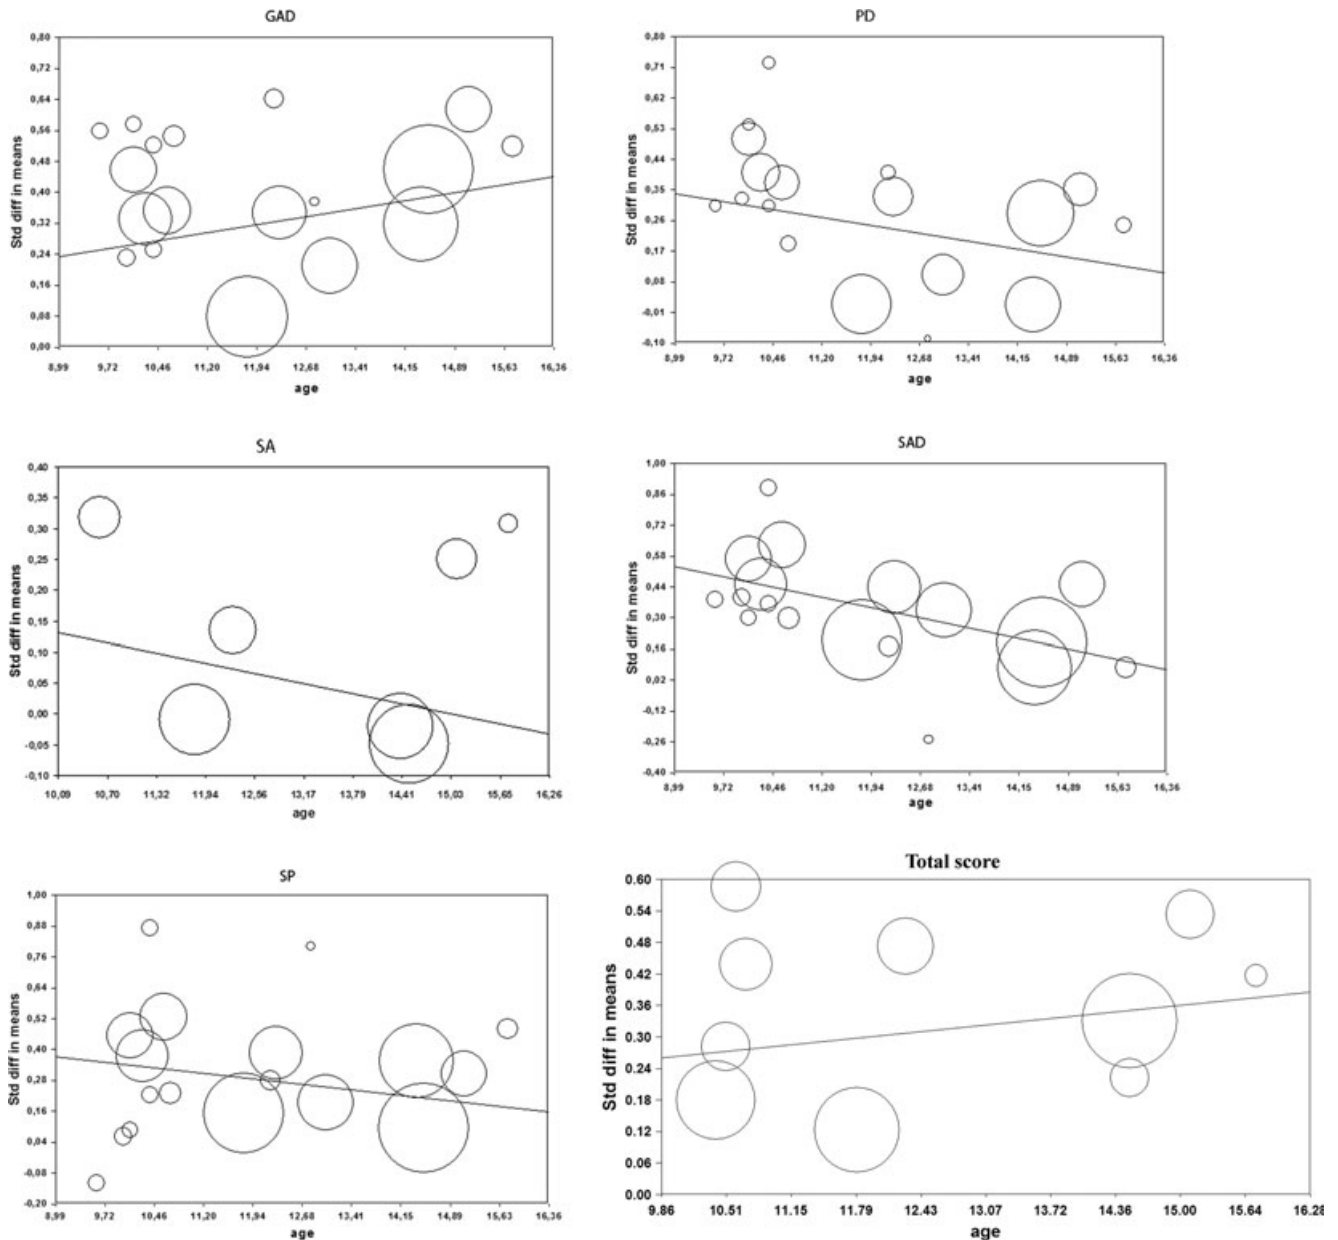 GAD
0,80
0,72
0,64
0,56
0,48
0,40
0,32
0,24
0,16
0,08
0,00
Std diff in means
8,99 9,72 10,46 11,20 11,94 12,68 13,41 14,15 14,89 15,63 16,36
age
PD
0,80
0,71
0,62
0,53
0,44
0,35
0,26
0,17
0,08
-0,01
-0,10
Std diff in means
8,99 9,72 10,46 11,20 11,94 12,68 13,41 14,15 14,89 15,63 16,36
age
SA
0,40
0,35
0,30
0,25
0,20
0,15
0,10
0,05
0,00
-0,05
-0,10
Std diff in means
10,09 10,70 11,32 11,94 12,56 13,17 13,79 14,41 15,03 15,65 16,26
age
SAD
1,00
0,86
0,72
0,58
0,44
0,30
0,16
0,02
-0,12
-0,26
-0,40
Std diff in means
8,99 9,72 10,46 11,20 11,94 12,68 13,41 14,15 14,89 15,63 16,36
age
SP
1,00
0,88
0,76
0,64
0,52
0,40
0,28
0,16
0,04
-0,08
-0,20
Std diff in means
8,99 9,72 10,46 11,20 11,94 12,68 13,41 14,15 14,89 15,63 16,36
age
Total score
0.60
0.54
0.48
0.42
0.36
0.30
0.24
0.18
0.12
0.06
0.00
Std diff in means
9.86 10.51 11.15 11.79 12.43 13.07 13.72 14.36 15.00 15.64 16.28
age